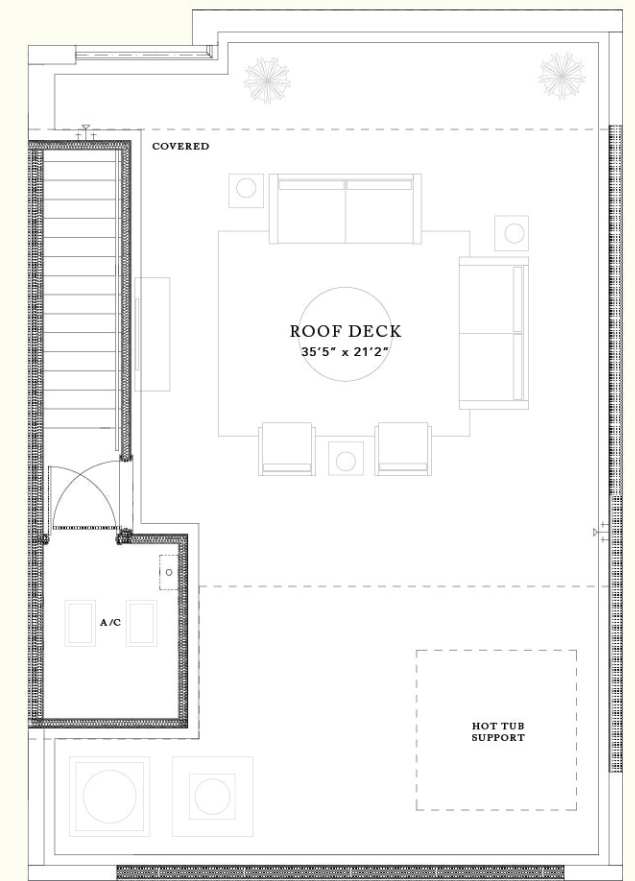 COVERED
ROOF DECK
35'5" x 21'2"
A/C
HOT TUB
SUPPORT